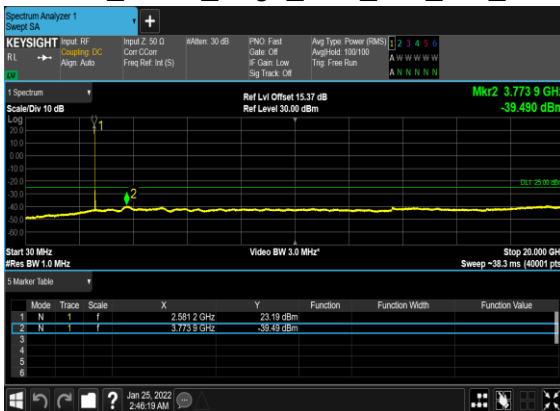 Spectrum Analyzer 1
Swept SA
+
KEYSIGHT Input: RF Input Z: 50 Ω #Atten: 30 dB PNO: Fast Avg Type: Power (RMS) 1 2 3 4 5 6
RL Coupling: DC Corr CCorr Gate: Off Avg|Hold: 100/100 A W W W W W
Align: Auto Freq Ref: Int (S) IF Gain: Low Trig: Free Run
Sig Track: Off A N N N N N
LV
1 Spectrum Ref Lvl Offset 15.37 dB Mkr2 3.773 9 GHz
Scale/Div 10 dB Ref Level 30.00 dBm -39.490 dBm
Log
20.0
10.0
0.00
-10.0
-20.0
-30.0
-40.0
-50.0
-60.0
1
2
DL1 -25.00 dBm
Start 30 MHz Video BW 3.0 MHz* Stop 20.000 GHz
#Res BW 1.0 MHz Sweep ~38.3 ms (40001 pts)
5 Marker Table
Mode Trace Scale X Y Function Function Width Function Value
1 N 1 f 2.581 2 GHz 23.19 dBm
2 N 1 f 3.773 9 GHz -39.49 dBm
3
4
5
6
? Jan 25, 2022
2:46:19 AM